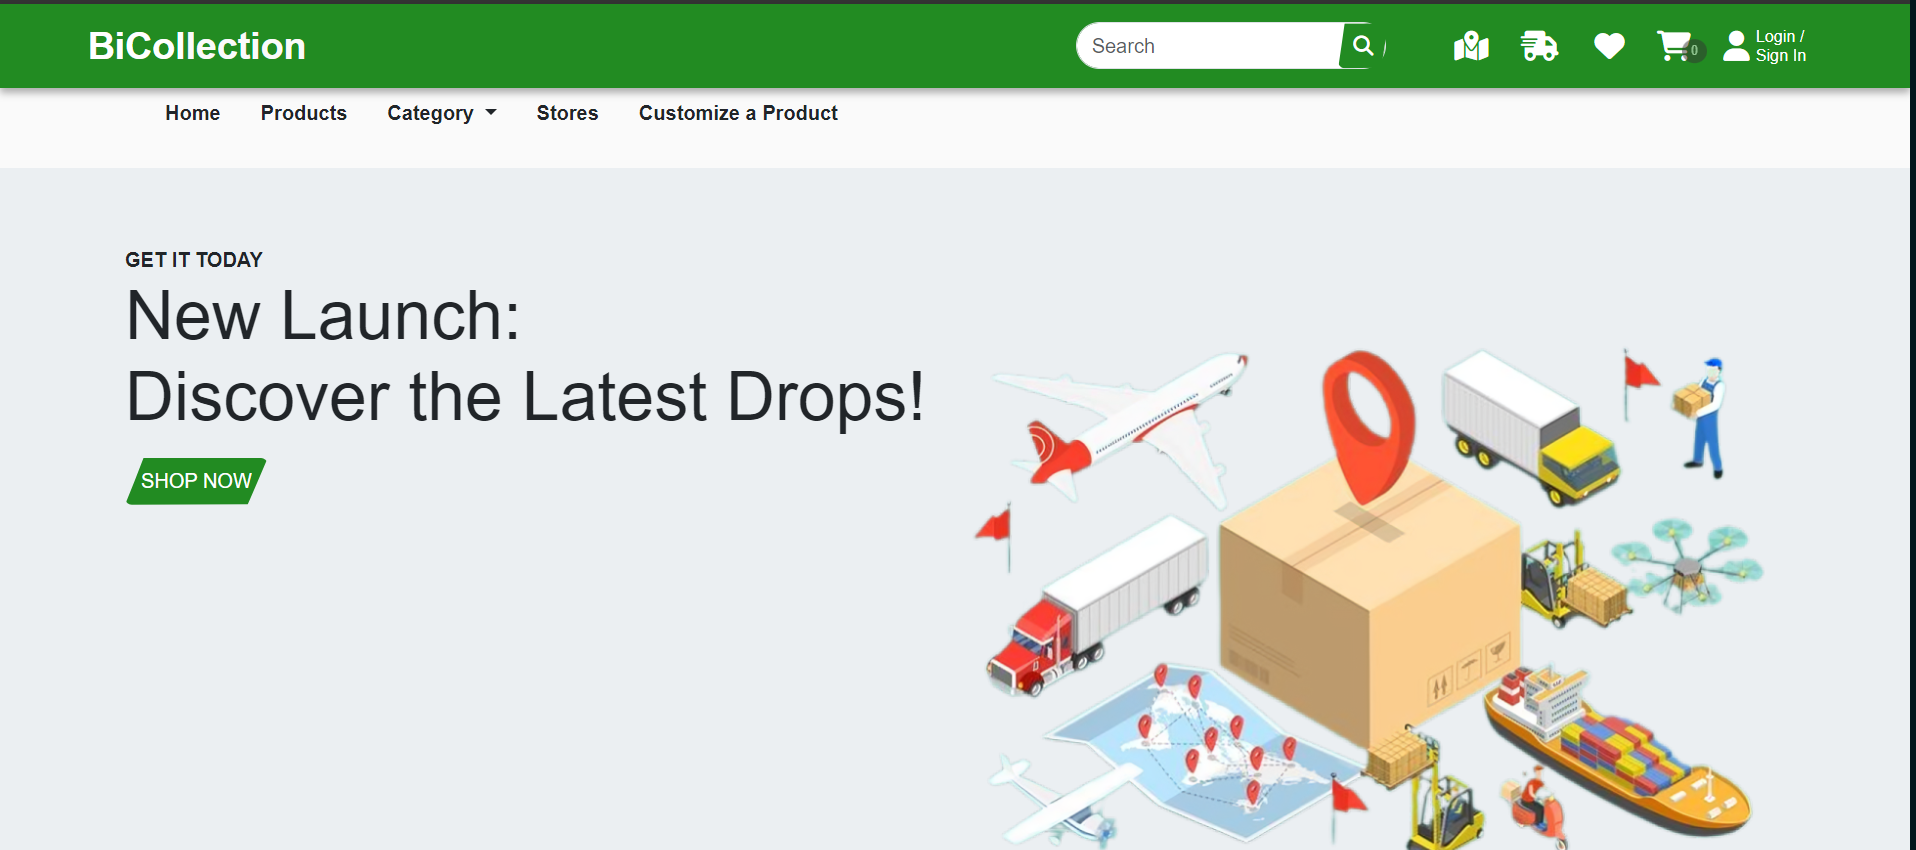 BiCollection
Search
0
Login /
Sign In
Home
Products
Category
Stores
Customize a Product
GET IT TODAY
New Launch:
Discover the Latest Drops!
SHOP NOW